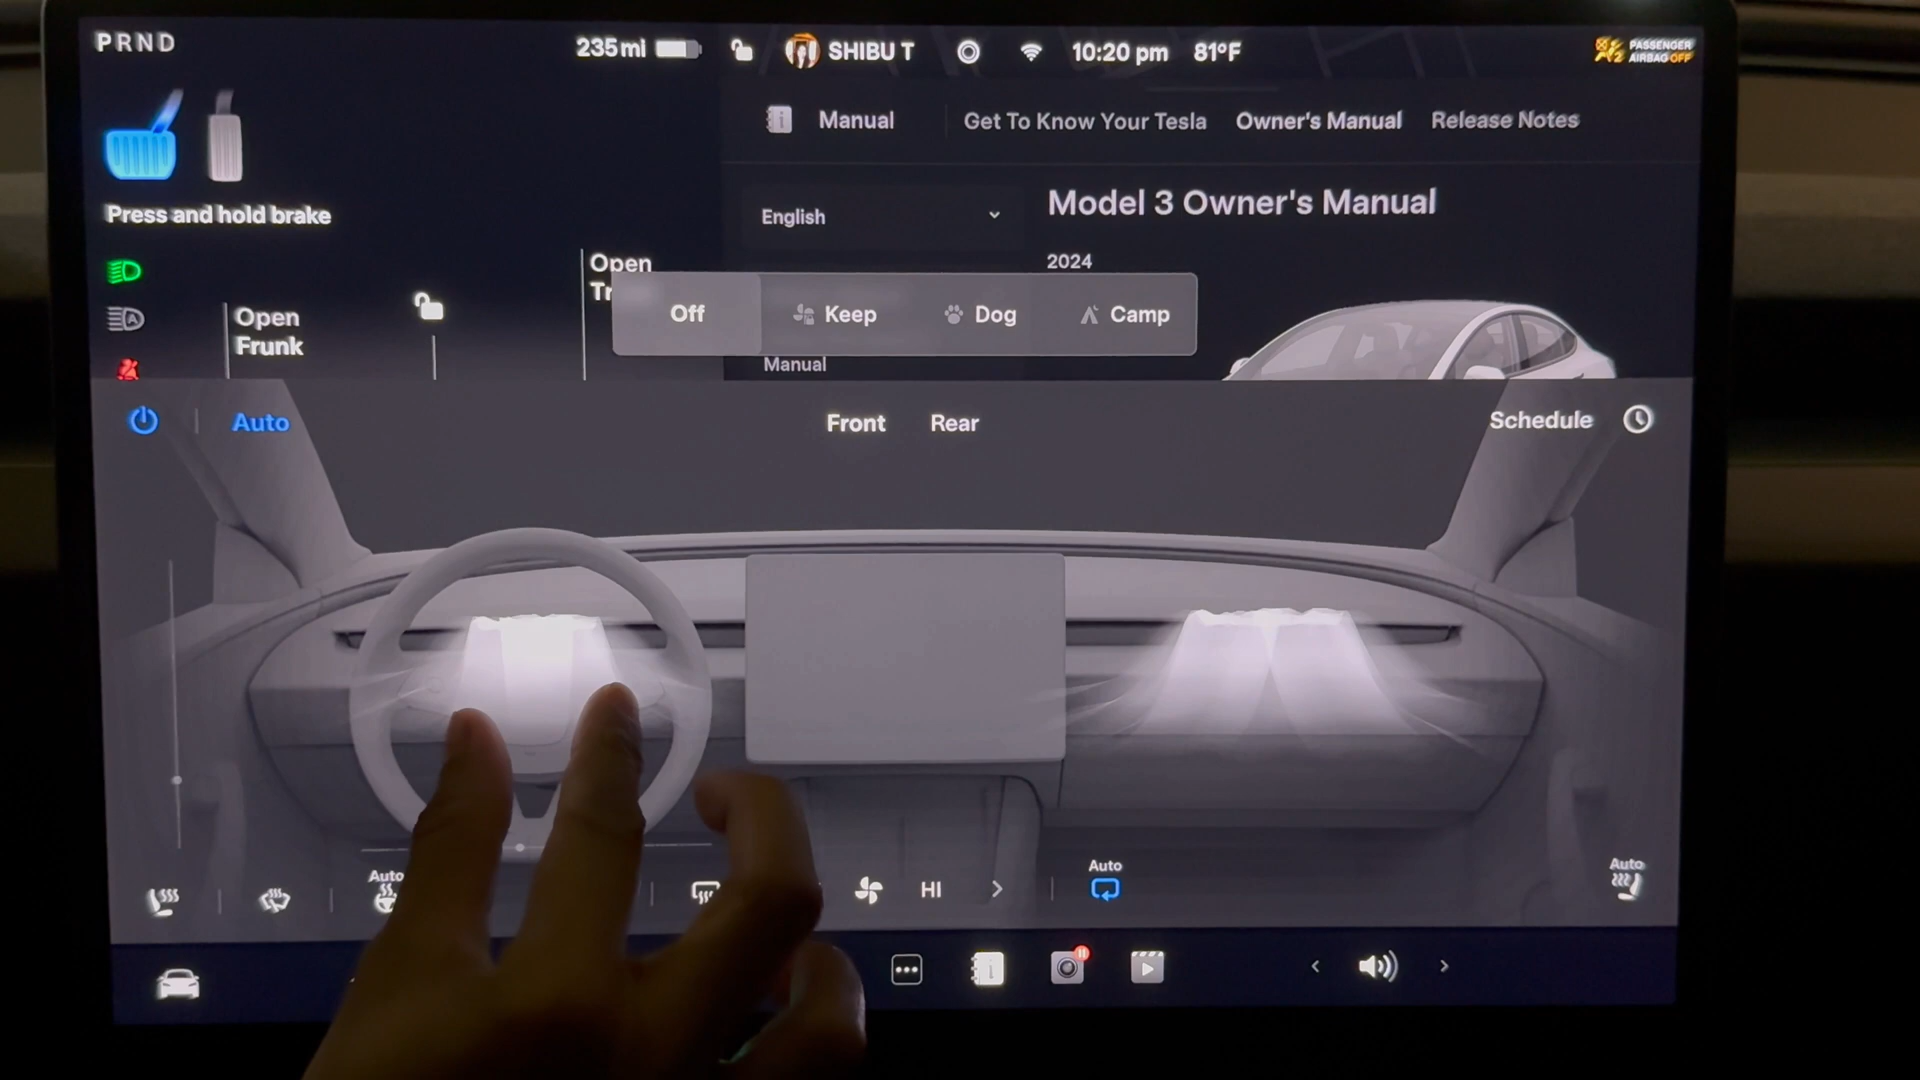 PRND
235 mi
SHIBU T
10:20 pm
81°F
PASSENGER
AIRBAG OFF
Manual
Get To Know Your Tesla
Owner's Manual
Release Notes
Press and hold brake
English
Model 3 Owner's Manual
2024
Open
Frunk
Open
Off
Keep
Dog
Camp
Manual
Auto
Front
Rear
Schedule
Auto
HI
Auto
Auto